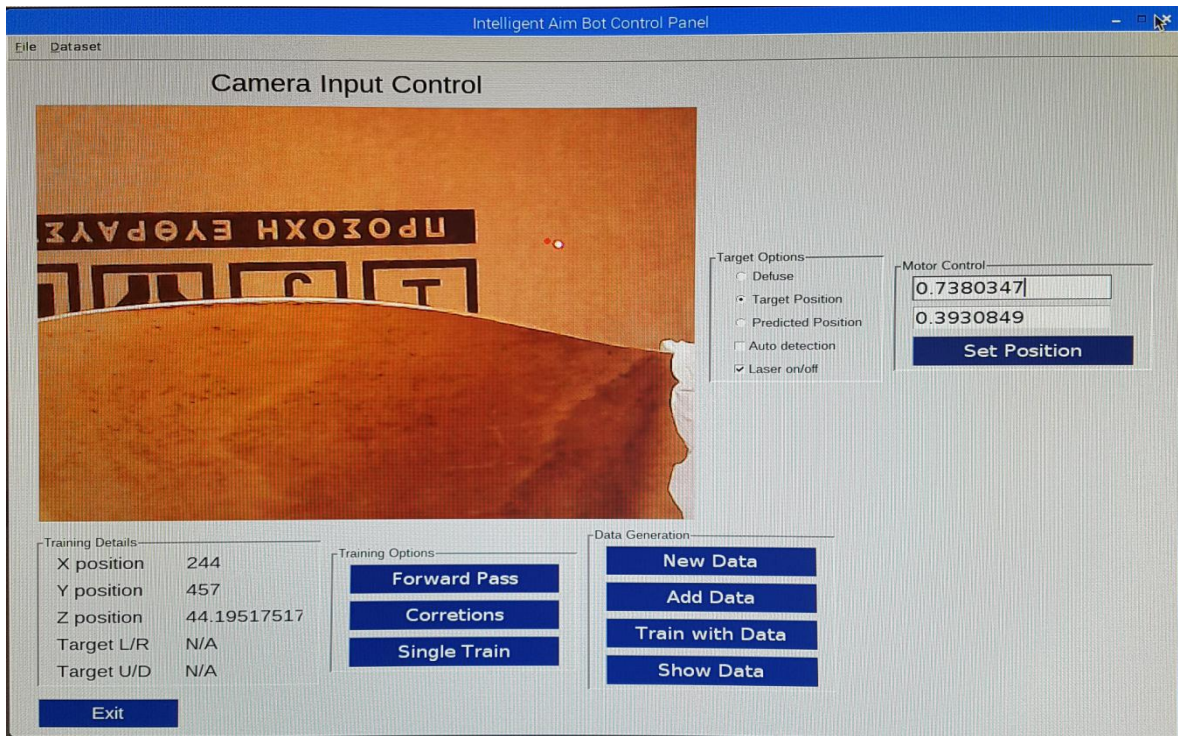 Intelligent Aim Bot Control Panel
File Dataset
Camera Input Control
ΠΡΟΣΟΧΗ ΕΥΘΡΑΥΣ
T
Target Options
Defuse
Target Position
Predicted Position
Auto detection
Laser on/off
Motor Control
0.7380347
0.3930849
Set Position
Training Details
X position 244
Y position 457
Z position 44.19517517
Target L/R N/A
Target U/D N/A
Training Options
Forward Pass
Corretions
Single Train
Data Generation
New Data
Add Data
Train with Data
Show Data
Exit